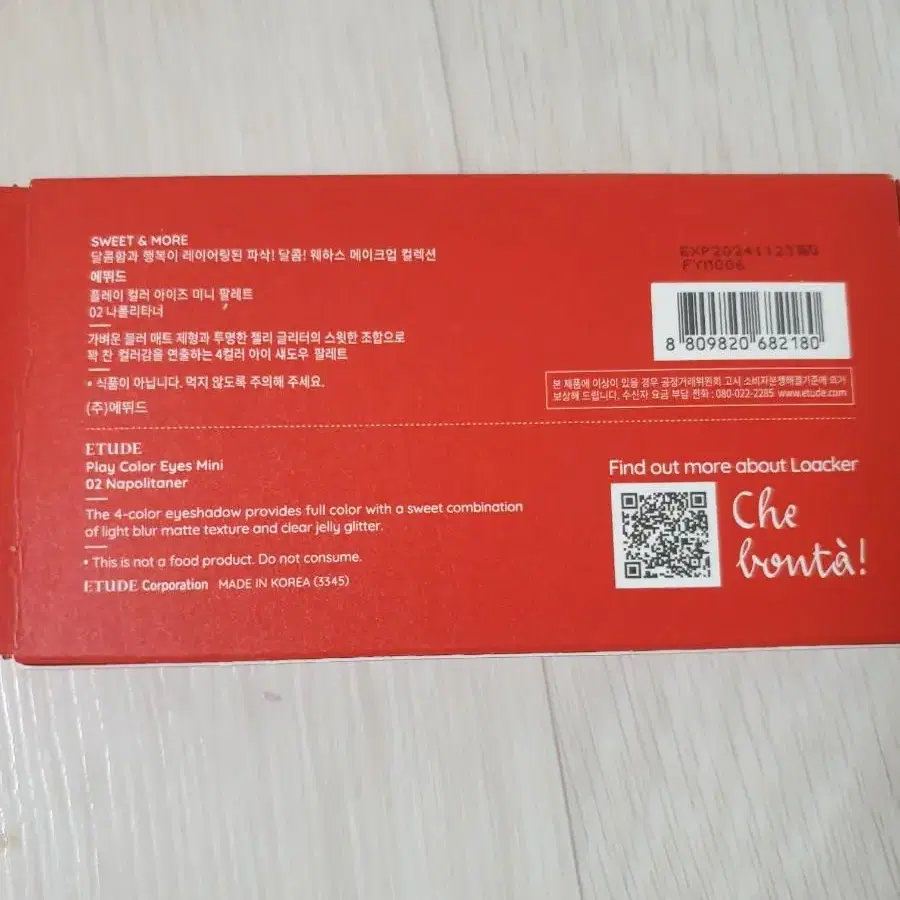 SWEET & MORE
달콤함과 행복이 레이어링된 파삭! 달콤! 웨하스 메이크업 컬렉션
에뛰드
플레이 컬러 아이즈 미니 팔레트
02 나폴리타너
가벼운 블러 매트 제형과 투명한 젤리 글리터의 스윗한 조합으로
꽉 찬 컬러감을 연출하는 4컬러 아이 섀도우 팔레트
• 식품이 아닙니다. 먹지 않도록 주의해 주세요.
(주)에뛰드
EXP20241123
FYM006
8 809820 682180
본 제품에 이상이 있을 경우 공정거래위원회 고시 소비자분쟁해결기준에 의거
보상해 드립니다. 수신자 요금 부담 전화 : 080-022-2285 www.etude.com
ETUDE
Play Color Eyes Mini
02 Napolitaner
The 4-color eyeshadow provides full color with a sweet combination
of light blur matte texture and clear jelly glitter.
• This is not a food product. Do not consume.
ETUDE Corporation MADE IN KOREA (3345)
Find out more about Loacker
Che
bontà!